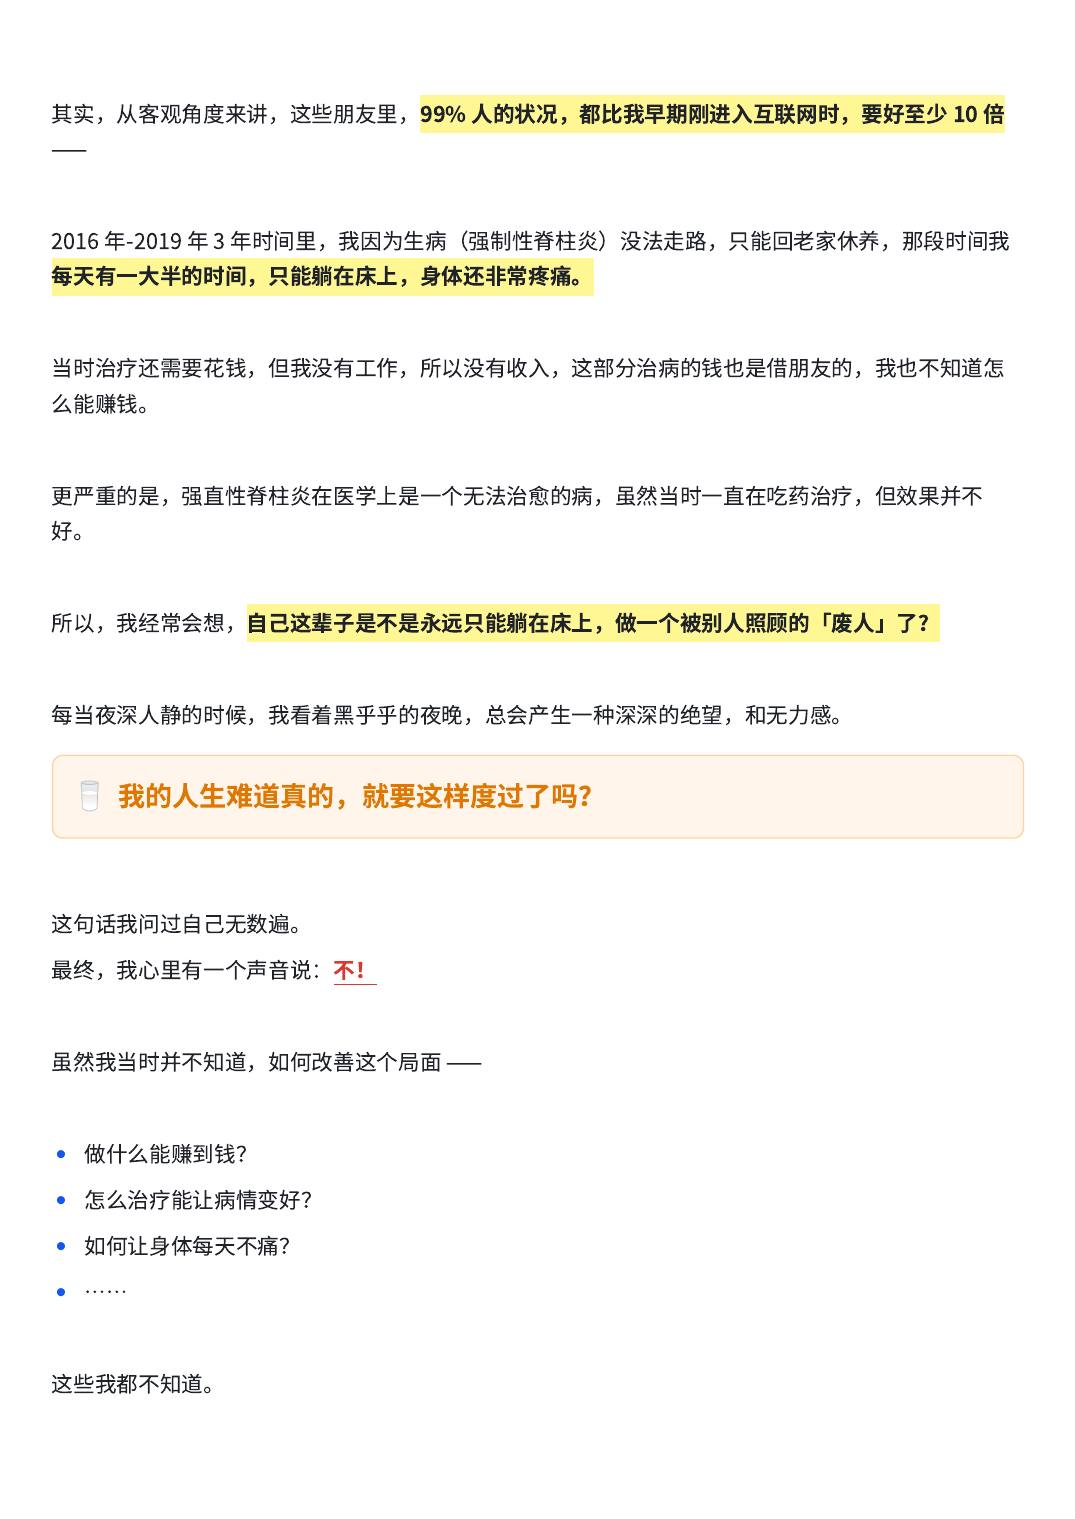 其实，从客观角度来讲，这些朋友里，99% 人的状况，都比我早期刚进入互联网时，要好至少 10 倍
——
2016 年-2019 年 3 年时间里，我因为生病（强制性脊柱炎）没法走路，只能回老家休养，那段时间我
每天有一大半的时间，只能躺在床上，身体还非常疼痛。
当时治疗还需要花钱，但我没有工作，所以没有收入，这部分治病的钱也是借朋友的，我也不知道怎
么能赚钱。
更严重的是，强直性脊柱炎在医学上是一个无法治愈的病，虽然当时一直在吃药治疗，但效果并不
好。
所以，我经常会想，自己这辈子是不是永远只能躺在床上，做一个被别人照顾的「废人」了？
每当夜深人静的时候，我看着黑乎乎的夜晚，总会产生一种深深的绝望，和无力感。
我的人生难道真的，就要这样度过了吗？
这句话我问过自己无数遍。
最终，我心里有一个声音说：不！
虽然我当时并不知道，如何改善这个局面 ——
做什么能赚到钱？
怎么治疗能让病情变好？
如何让身体每天不痛？
……
这些我都不知道。